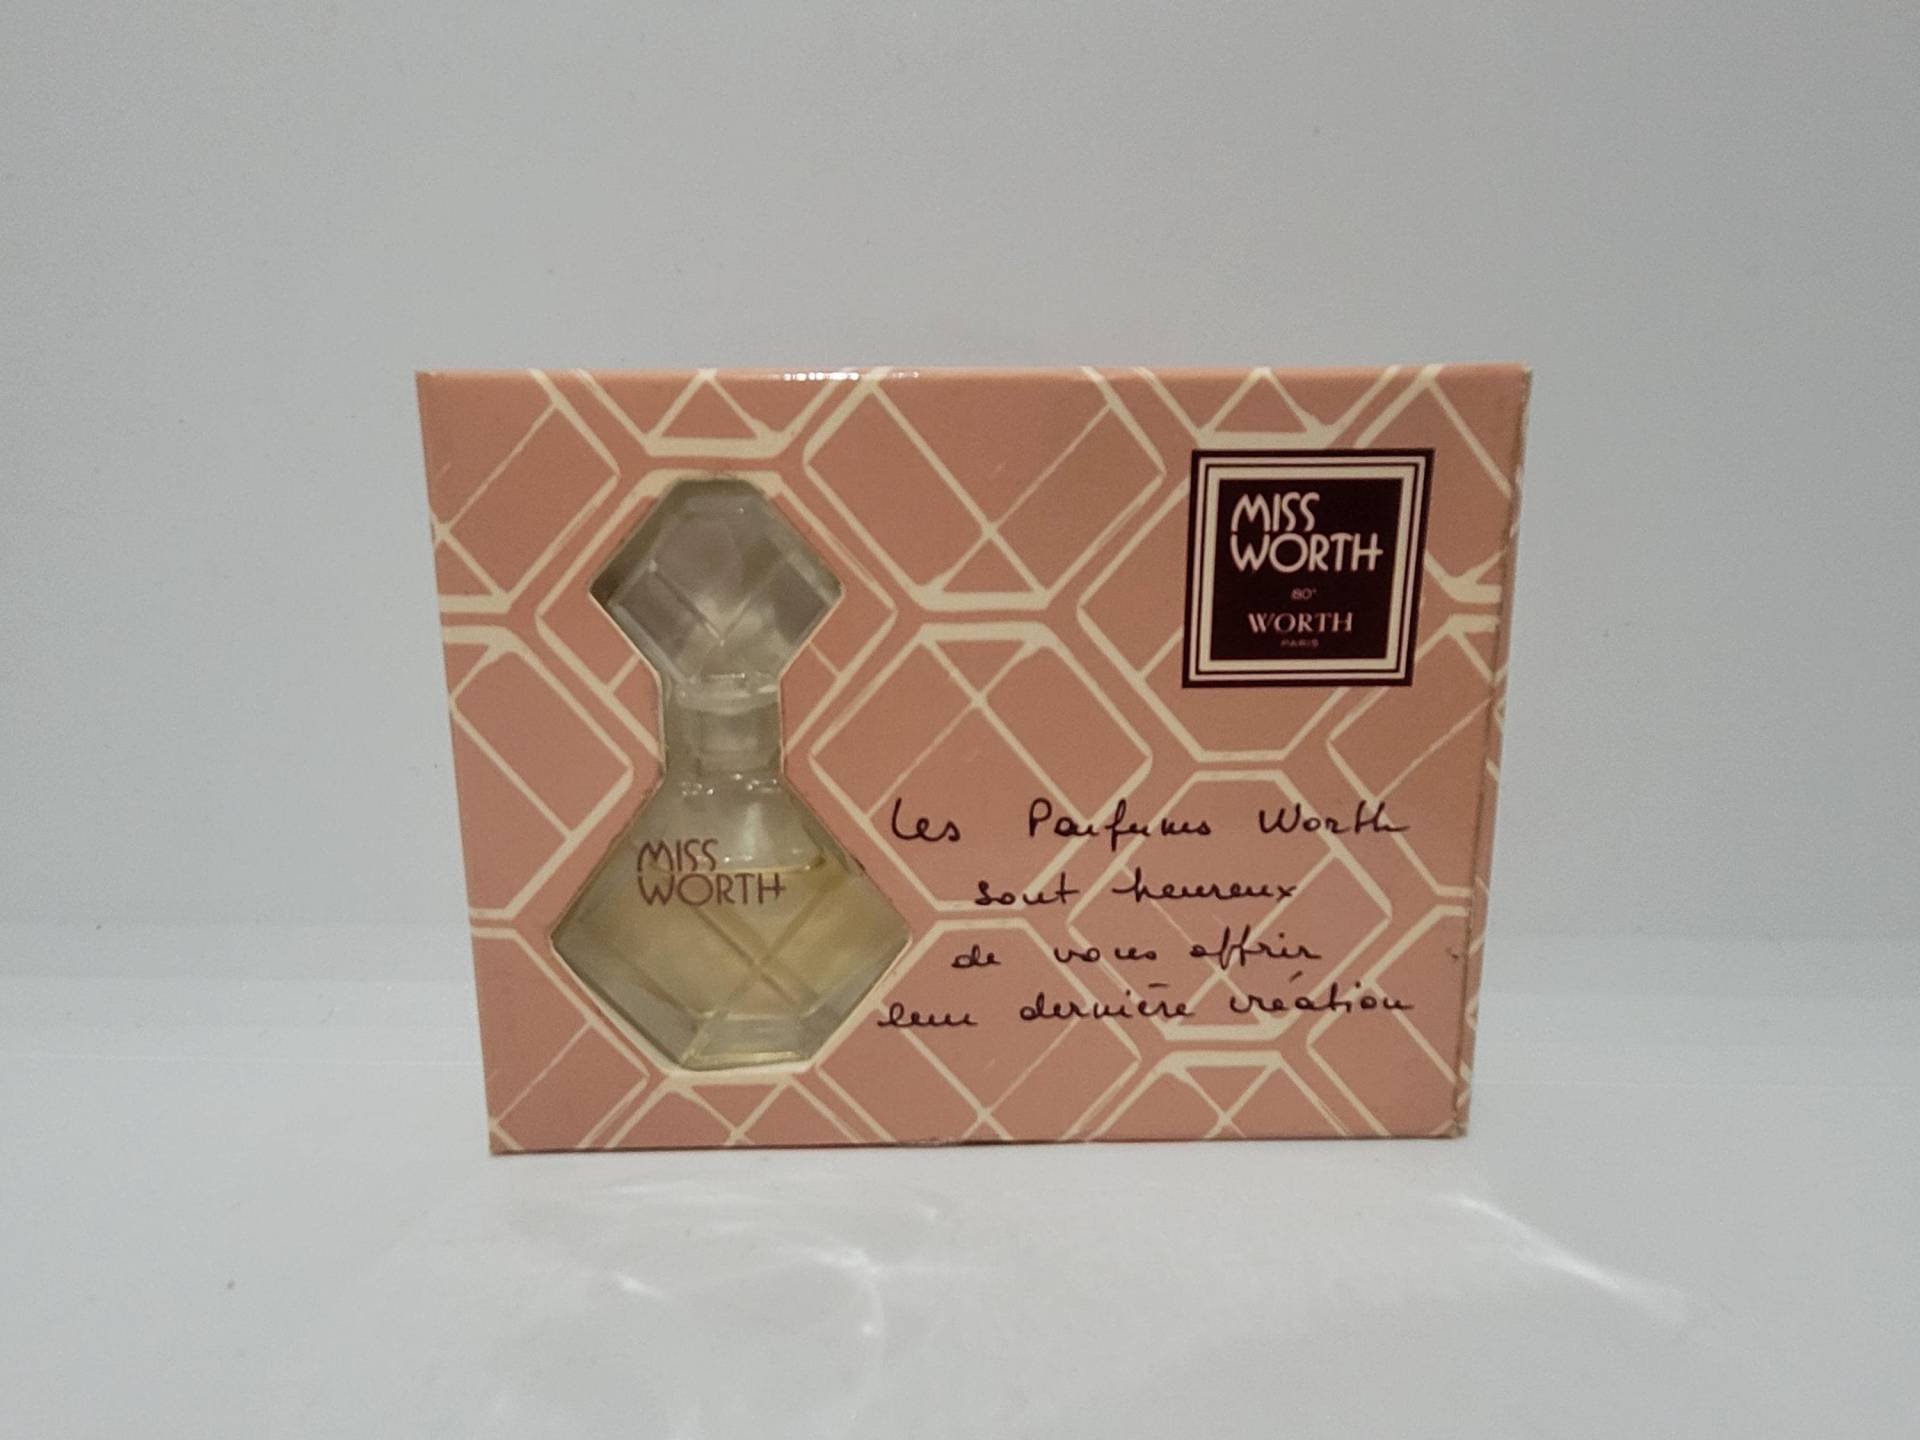 MISS
WORTH
80°
WORTH
PARIS
MISS
WORTH
Les Parfums Worth
sont heureux
de vous offrir
leur dernière création